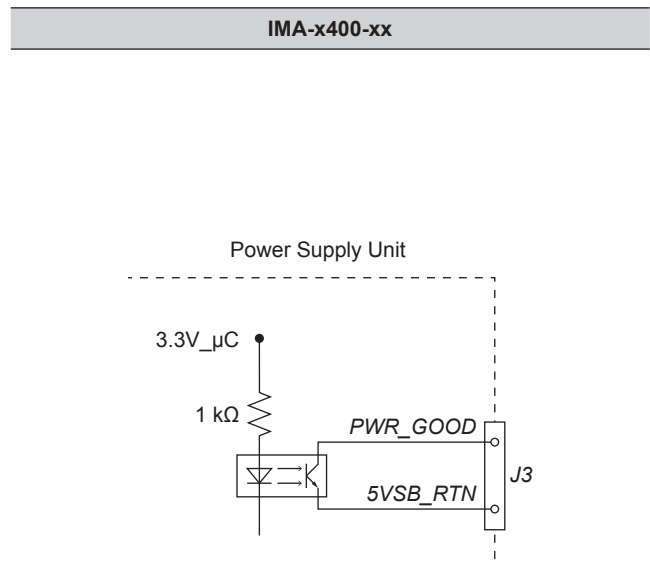 IMA-x400-xx
Power Supply Unit
3.3V_µC
1 kΩ
PWR_GOOD
J3
5VSB_RTN